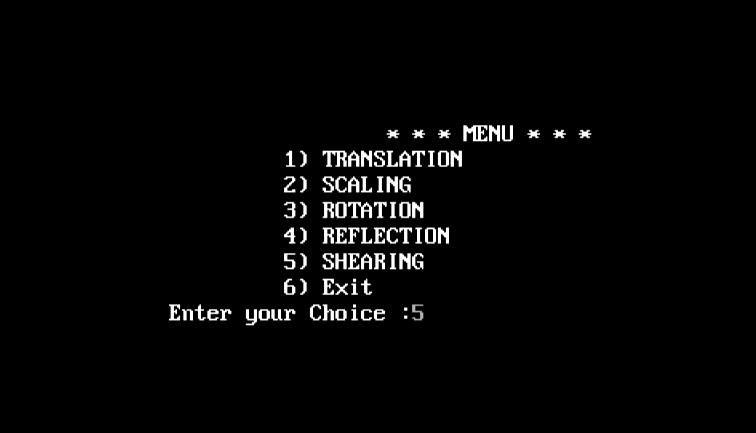 * * * MENU * * *
1) TRANSLATION
2) SCALING
3) ROTATION
4) REFLECTION
5) SHEARING
6) Exit
Enter your Choice :5